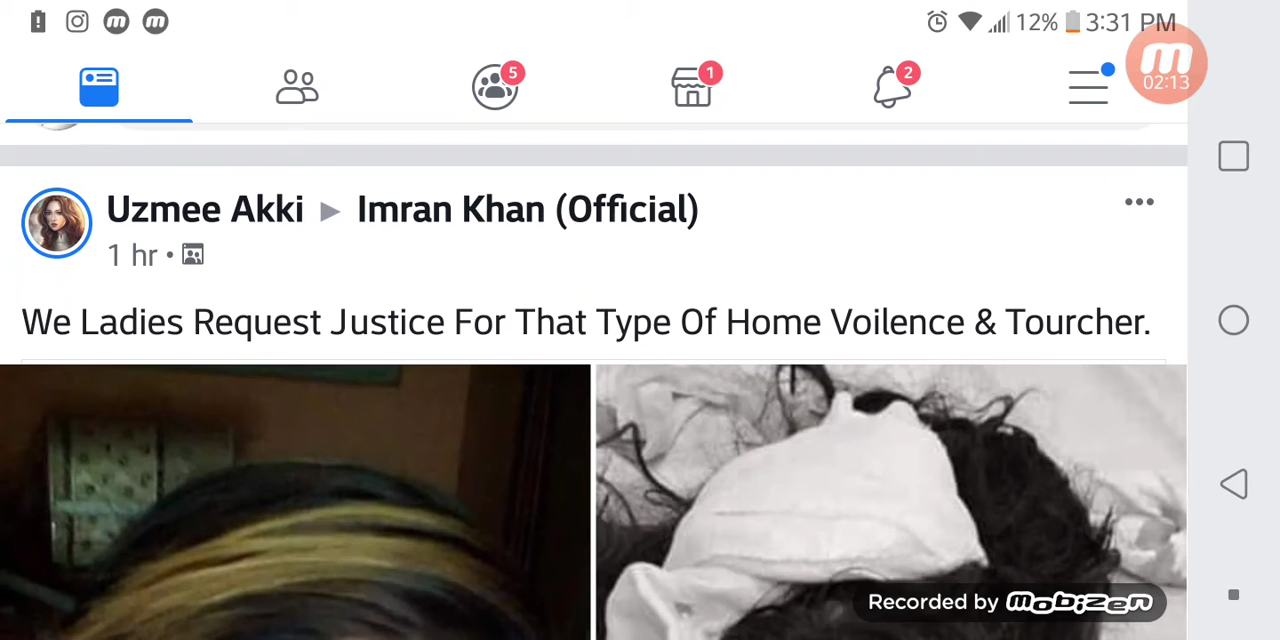 12% 3:31 PM
5 1 2
02:13
Uzmee Akki ▶ Imran Khan (Official)
1 hr •
We Ladies Request Justice For That Type Of Home Voilence & Tourcher.
Recorded by mobizen